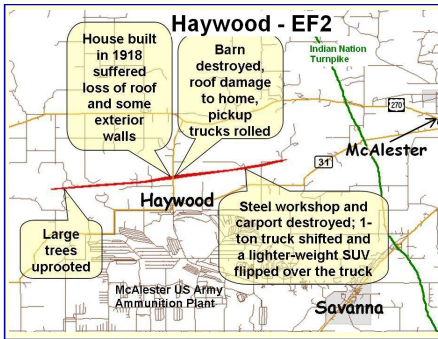 Haywood - EF2
House built
in 1918
suffered
loss of roof
and some
exterior
walls
Barn
destroyed,
roof damage
to home,
pickup
trucks rolled
Indian Nation
Turnpike
270
McAlester
31
Haywood
Large
trees
uprooted
Steel workshop and
carport destroyed; 1-
ton truck shifted and
a lighter-weight SUV
flipped over the truck
McAlester US Army
Ammunition Plant
Savanna